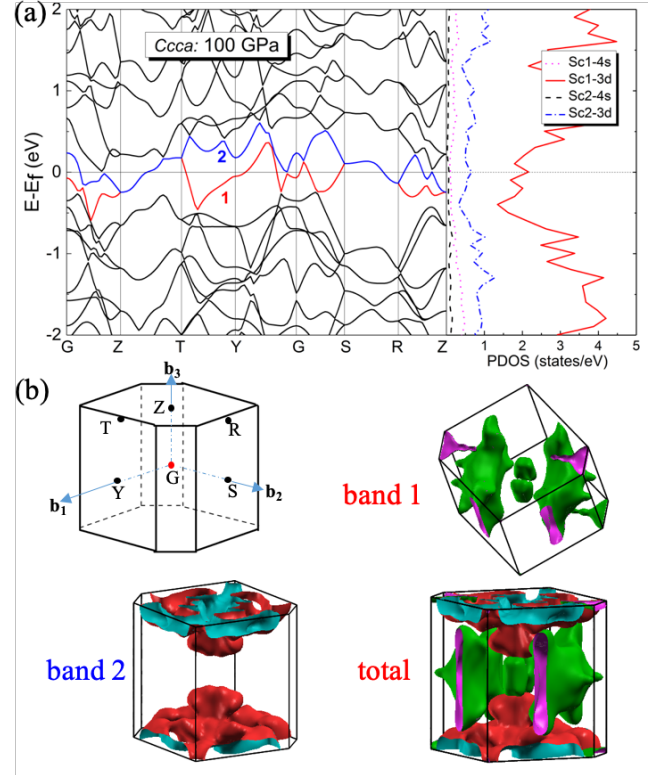 (a)
Ccca: 100 GPa
2
1
E-Ef (eV)
2
1
0
-1
-2
G Z T Y G S R Z
Sc1-4s
Sc1-3d
Sc2-4s
Sc2-3d
1 2 3 4 5
PDOS (states/eV)
(b)
b3
Z
T
R
G
Y
S
b1
b2
band 1
band 2
total